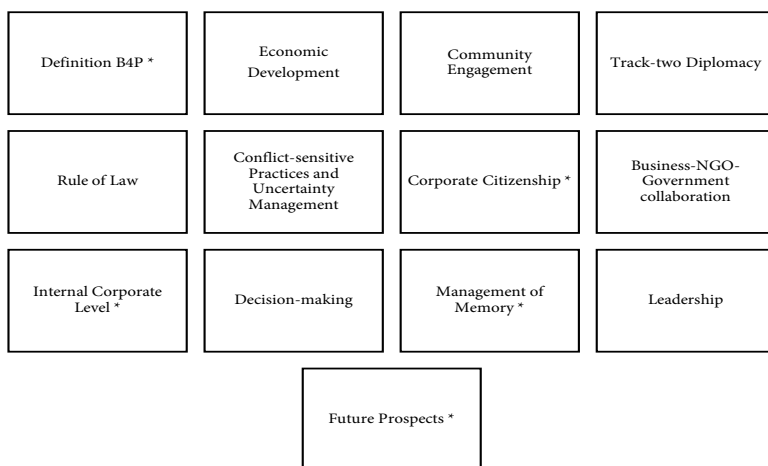 Definition B4P *
Economic
Development
Community
Engagement
Track-two Diplomacy
Rule of Law
Conflict-sensitive
Practices and
Uncertainty
Management
Corporate Citizenship *
Business-NGO-
Government
collaboration
Internal Corporate
Level *
Decision-making
Management of
Memory *
Leadership
Future Prospects *